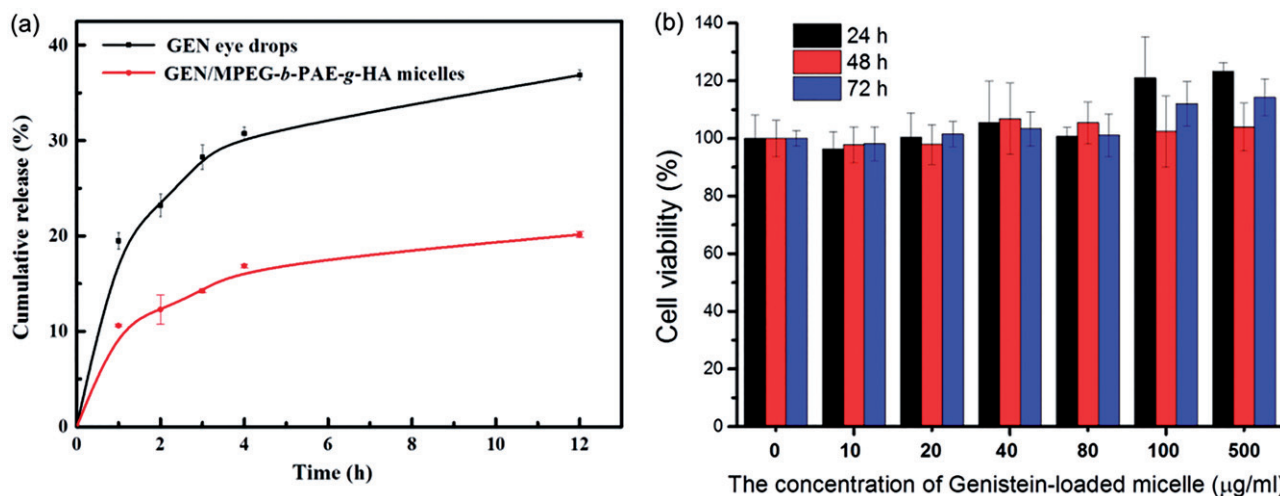 (a)
GEN eye drops
GEN/MPEG-b-PAE-g-HA micelles
Cumulative release (%)
40
30
20
10
0
0 2 4 6 8 10 12
Time (h)
(b)
24 h
48 h
72 h
Cell viability (%)
140
120
100
80
60
40
20
0
0 10 20 40 80 100 500
The concentration of Genistein-loaded micelle (μg/ml)